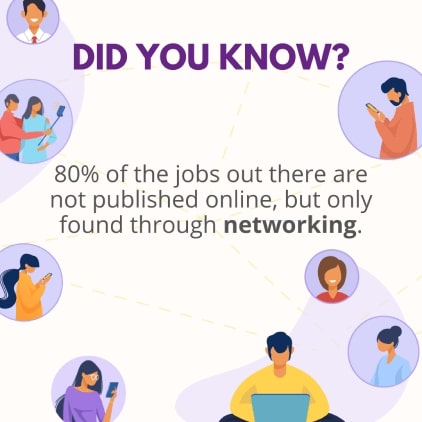 DID YOU KNOW?
80% of the jobs out there are
not published online, but only
found through networking.